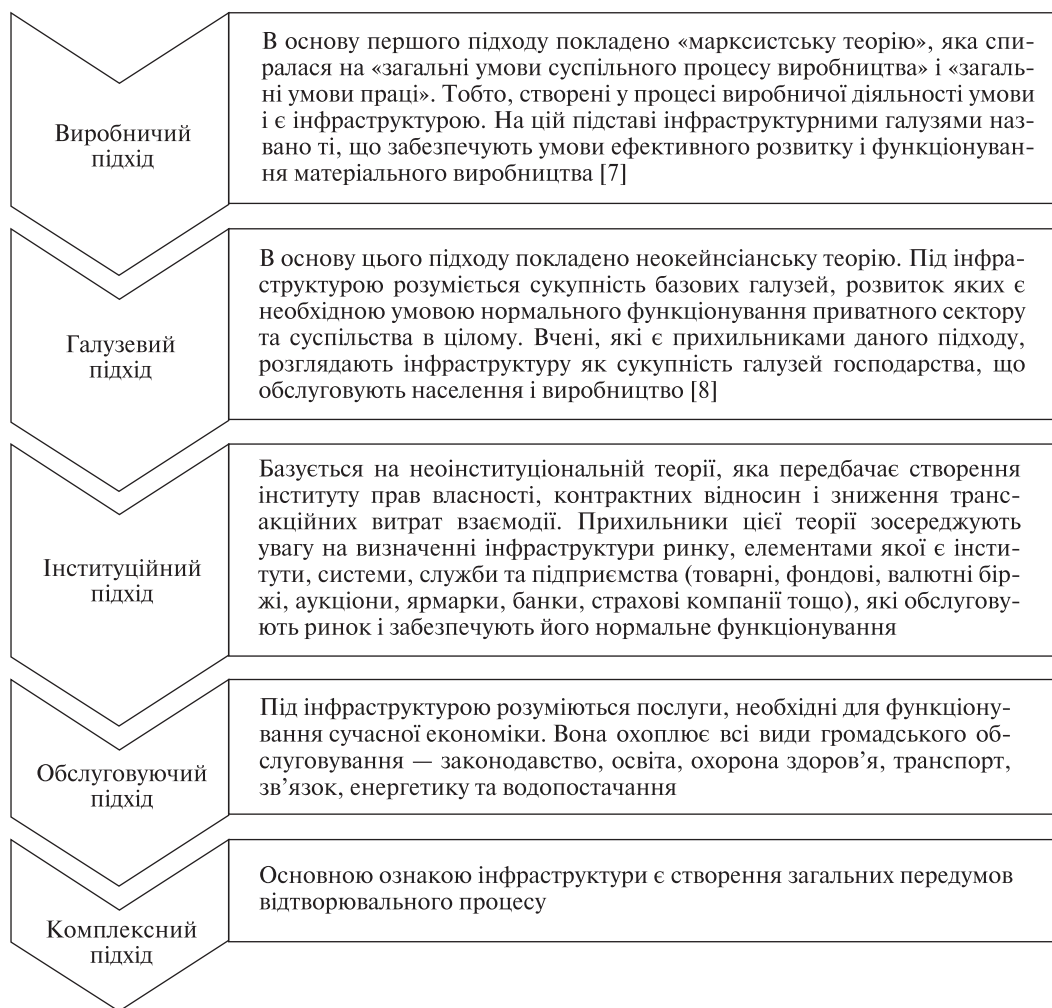 Виробничий
підхід
В основу першого підходу покладено «марксистську теорію», яка спи-
ралася на «загальні умови суспільного процесу виробництва» і «загаль-
ні умови праці». Тобто, створені у процесі виробничої діяльності умови
і є інфраструктурою. На цій підставі інфраструктурними галузями наз-
вано ті, що забезпечують умови ефективного розвитку і функціонуван-
ня матеріального виробництва [7]
Галузевий
підхід
В основу цього підходу покладено неокейнсіанську теорію. Під інфра-
структурою розуміється сукупність базових галузей, розвиток яких є
необхідною умовою нормального функціонування приватного сектору
та суспільства в цілому. Вчені, які є прихильниками даного підходу,
розглядають інфраструктуру як сукупність галузей господарства, що
обслуговують населення і виробництво [8]
Інституційний
підхід
Базується на неоінституціональній теорії, яка передбачає створення
інституту прав власності, контрактних відносин і зниження транс-
акційних витрат взаємодії. Прихильники цієї теорії зосереджують
увагу на визначенні інфраструктури ринку, елементами якої є інсти-
тути, системи, служби та підприємства (товарні, фондові, валютні бір-
жі, аукціони, ярмарки, банки, страхові компанії тощо), які обслугову-
ють ринок і забезпечують його нормальне функціонування
Обслуговуючий
підхід
Під інфраструктурою розуміються послуги, необхідні для функціону-
вання сучасної економіки. Вона охоплює всі види громадського об-
слуговування — законодавство, освіта, охорона здоров’я, транспорт,
зв’язок, енергетику та водопостачання
Комплексний
підхід
Основною ознакою інфраструктури є створення загальних передумов
відтворювального процесу